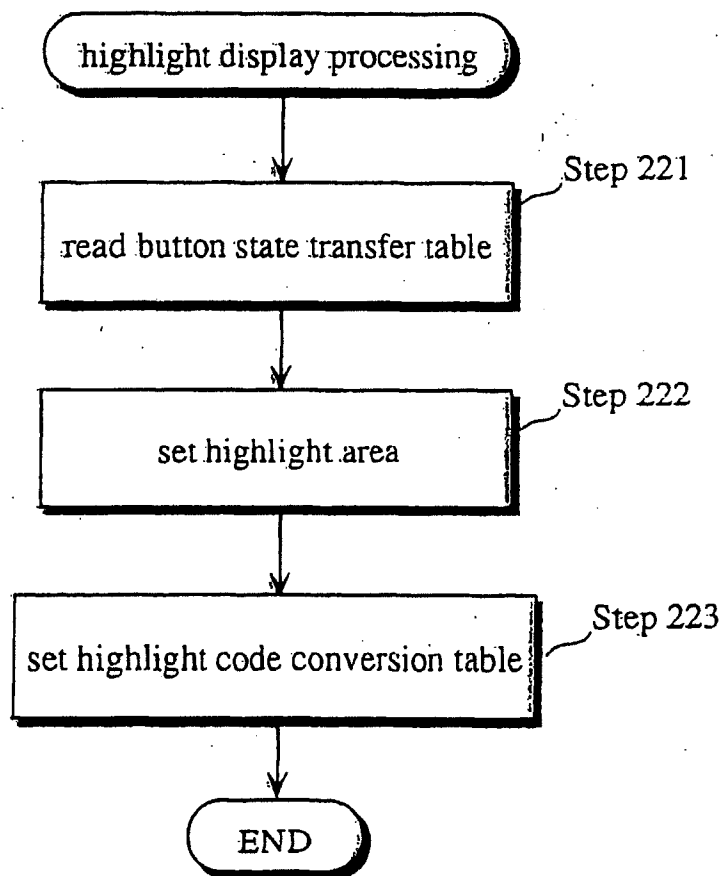 highlight display processing
Step 221
read button state transfer table
Step 222
set highlight area
Step 223
set highlight code conversion table
END